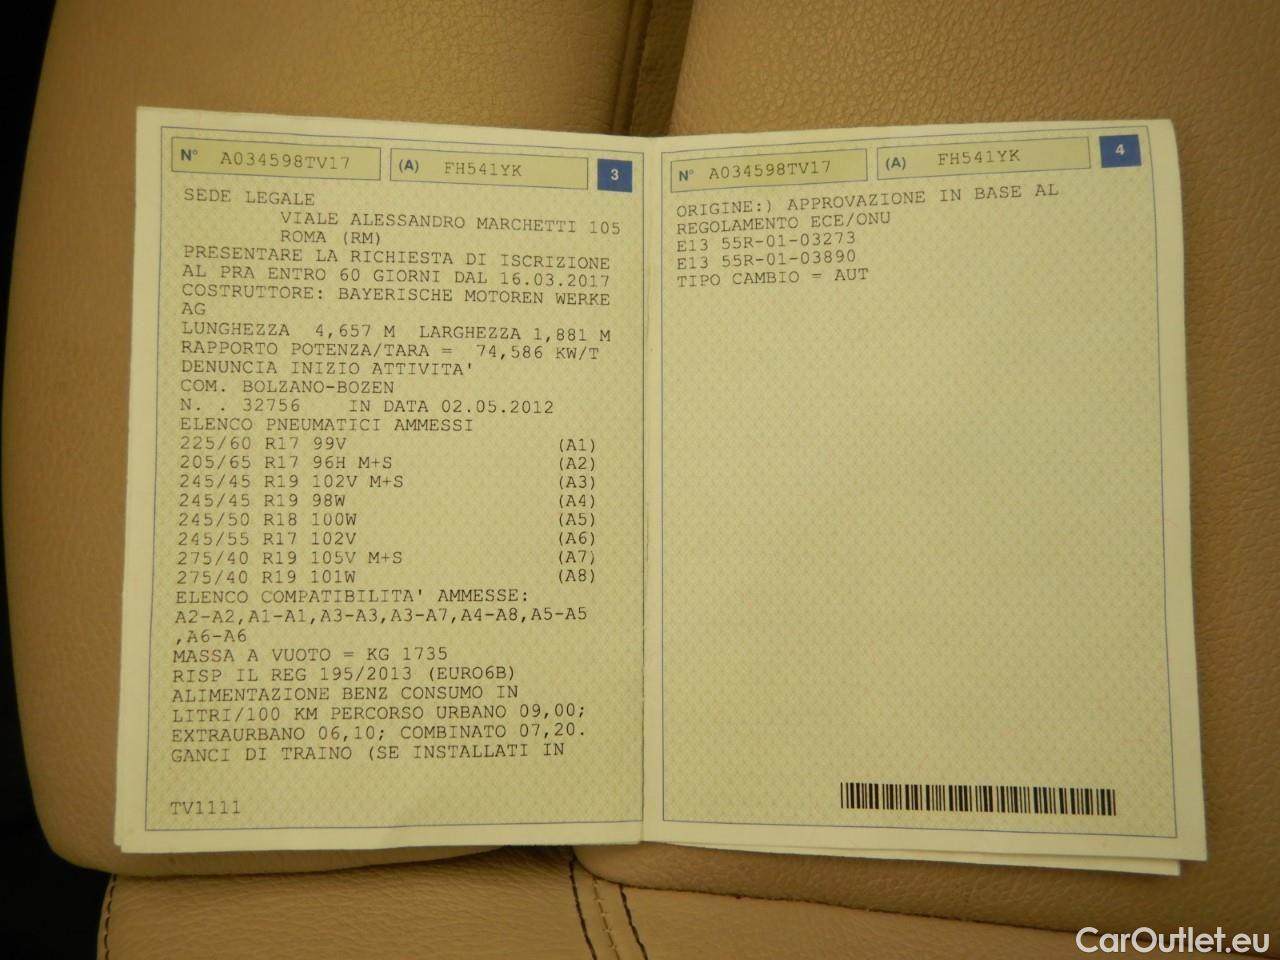 N° A034598TV17 (A) FH541YK 3
SEDE LEGALE
VIALE ALESSANDRO MARCHETTI 105
ROMA (RM)
PRESENTARE LA RICHIESTA DI ISCRIZIONE
AL PRA ENTRO 60 GIORNI DAL 16.03.2017
COSTRUTTORE: BAYERISCHE MOTOREN WERKE
AG
LUNGHEZZA 4,657 M LARGHEZZA 1,881 M
RAPPORTO POTENZA/TARA = 74,586 KW/T
DENUNCIA INIZIO ATTIVITA'
COM. BOLZANO-BOZEN
N. . 32756 IN DATA 02.05.2012
ELENCO PNEUMATICI AMMESSI
225/60 R17 99V (A1)
205/65 R17 96H M+S (A2)
245/45 R19 102V M+S (A3)
245/45 R19 98W (A4)
245/50 R18 100W (A5)
245/55 R17 102V (A6)
275/40 R19 105V M+S (A7)
275/40 R19 101W (A8)
ELENCO COMPATIBILITA' AMMESSE:
A2-A2,A1-A1,A3-A3,A3-A7,A4-A8,A5-A5
,A6-A6
MASSA A VUOTO = KG 1735
RISP IL REG 195/2013 (EURO6B)
ALIMENTAZIONE BENZ CONSUMO IN
LITRI/100 KM PERCORSO URBANO 09,00;
EXTRAURBANO 06,10; COMBINATO 07,20.
GANCI DI TRAINO (SE INSTALLATI IN
TV1111
N° A034598TV17 (A) FH541YK 4
ORIGINE:) APPROVAZIONE IN BASE AL
REGOLAMENTO ECE/ONU
E13 55R-01-03273
E13 55R-01-03890
TIPO CAMBIO = AUT
CarOutlet.eu